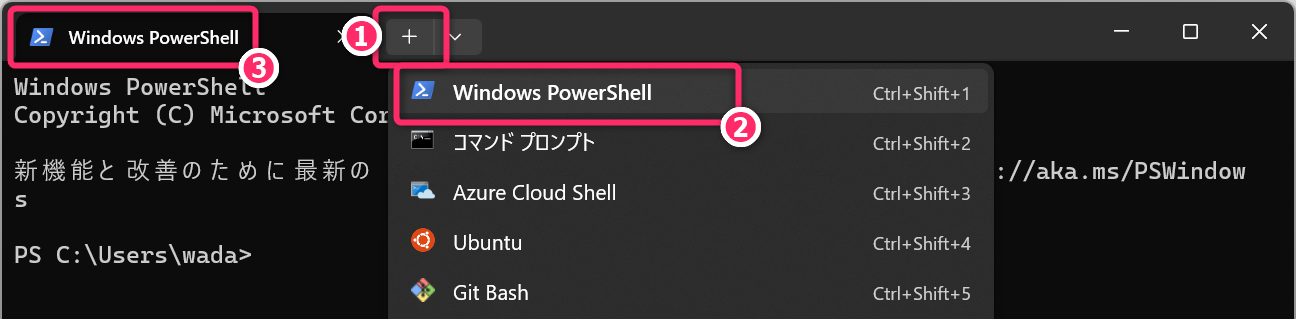 Windows PowerShell
1
+
3
Windows PowerShell
Copyright (C) Microsoft
新機能と改善のために最新の
://aka.ms/PSWindow
s
PS C:\Users\wada>
Windows PowerShell Ctrl+Shift+1
2
コマンド プロンプト Ctrl+Shift+2
Azure Cloud Shell Ctrl+Shift+3
Ubuntu Ctrl+Shift+4
Git Bash Ctrl+Shift+5